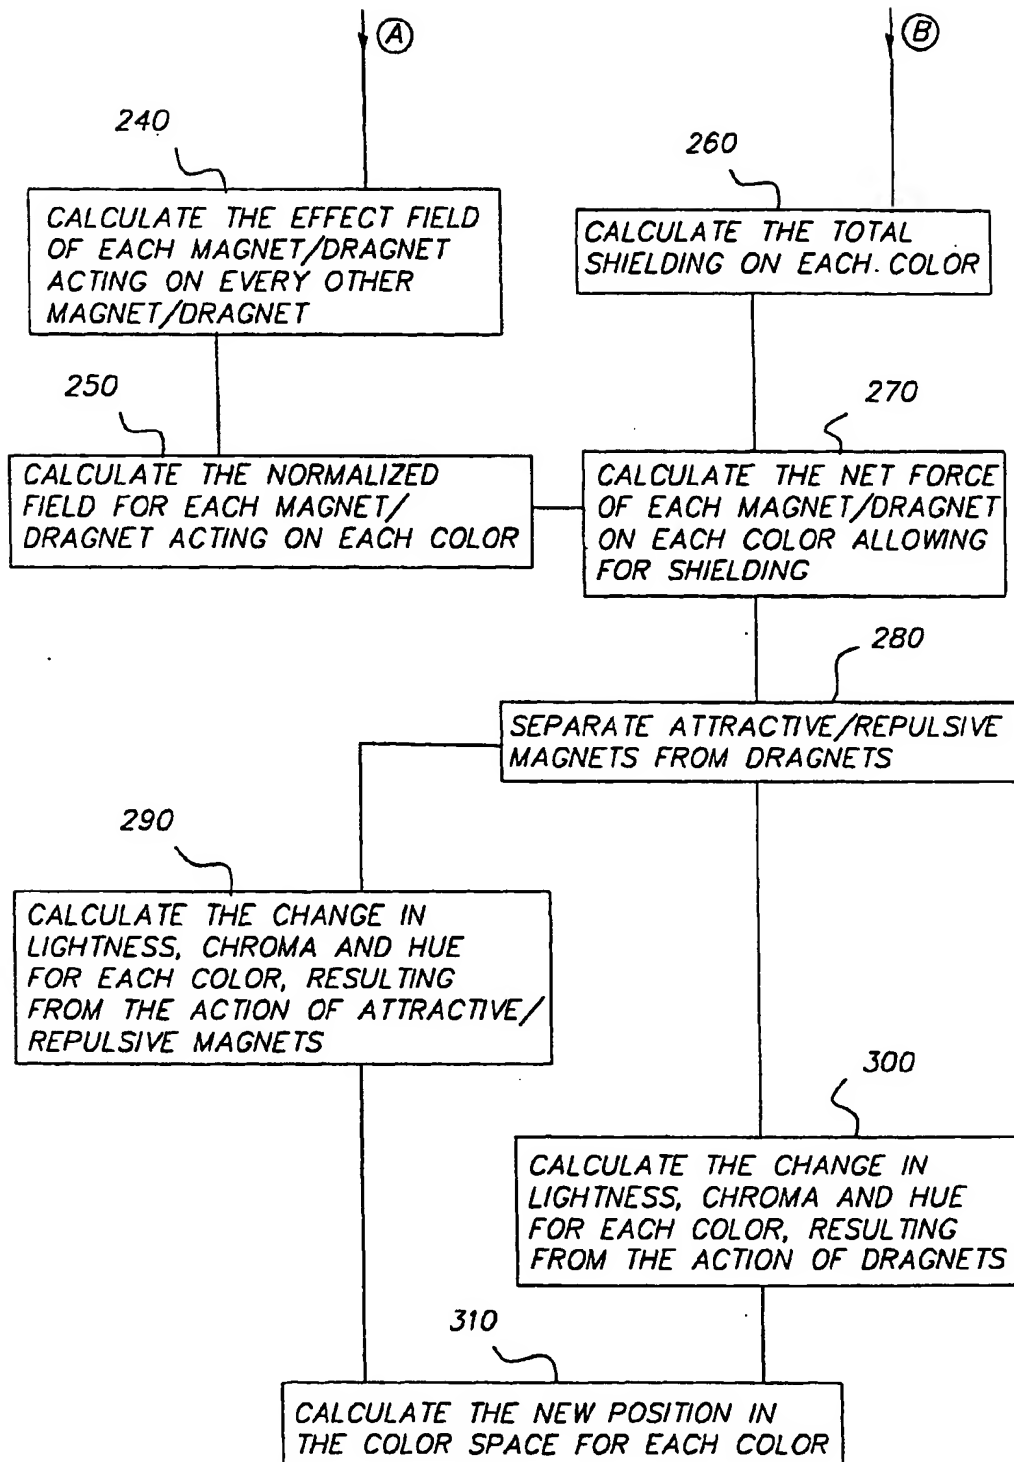 A
B
240
CALCULATE THE EFFECT FIELD
OF EACH MAGNET/DRAGNET
ACTING ON EVERY OTHER
MAGNET/DRAGNET
260
CALCULATE THE TOTAL
SHIELDING ON EACH. COLOR
250
CALCULATE THE NORMALIZED
FIELD FOR EACH MAGNET/
DRAGNET ACTING ON EACH COLOR
270
CALCULATE THE NET FORCE
OF EACH MAGNET/DRAGNET
ON EACH COLOR ALLOWING
FOR SHIELDING
280
SEPARATE ATTRACTIVE/REPULSIVE
MAGNETS FROM DRAGNETS
290
CALCULATE THE CHANGE IN
LIGHTNESS, CHROMA AND HUE
FOR EACH COLOR, RESULTING
FROM THE ACTION OF ATTRACTIVE/
REPULSIVE MAGNETS
300
CALCULATE THE CHANGE IN
LIGHTNESS, CHROMA AND HUE
FOR EACH COLOR, RESULTING
FROM THE ACTION OF DRAGNETS
310
CALCULATE THE NEW POSITION IN
THE COLOR SPACE FOR EACH COLOR